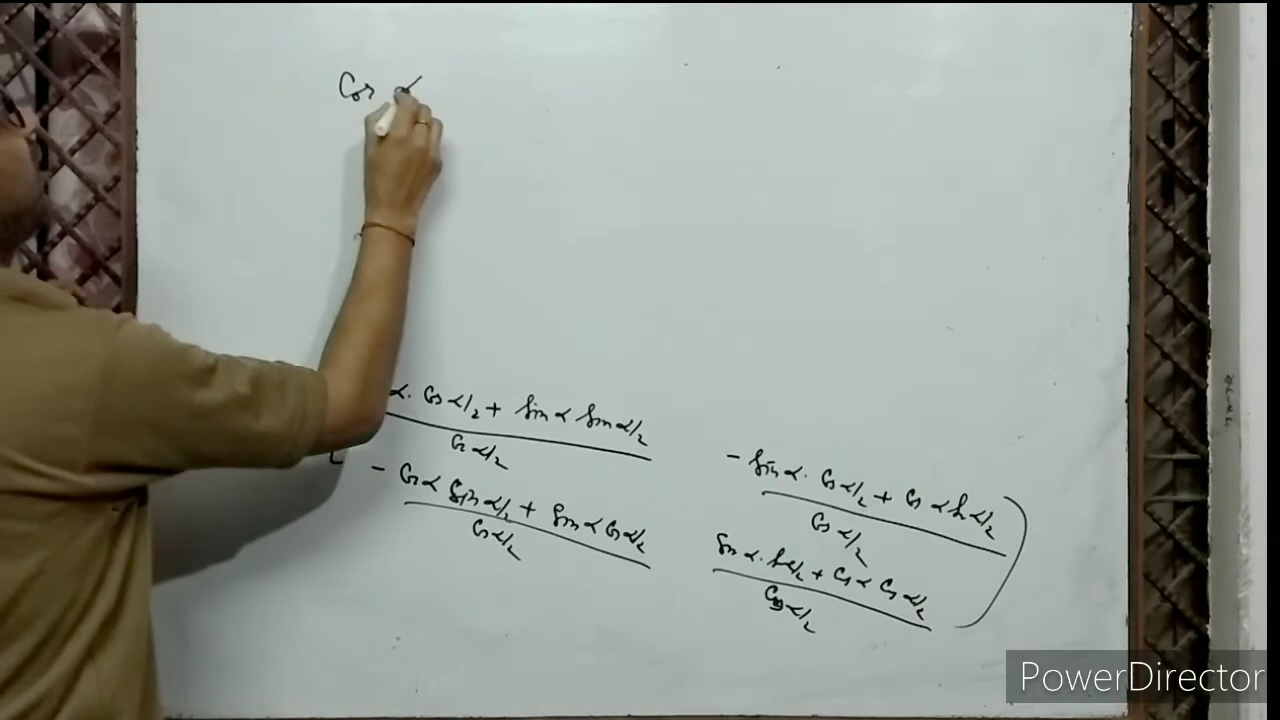 Cos α
α. Cos α/2 + Sin α Sin α/2
Cos α/2
- Sin α. Cos α/2 + Cos α Sin α/2
Cos α/2
- Cos α Sin α/2 + Sin α Cos α/2
Cos α/2
Sin α. Sin α/2 + Cos α Cos α/2
Cos α/2
PowerDirector